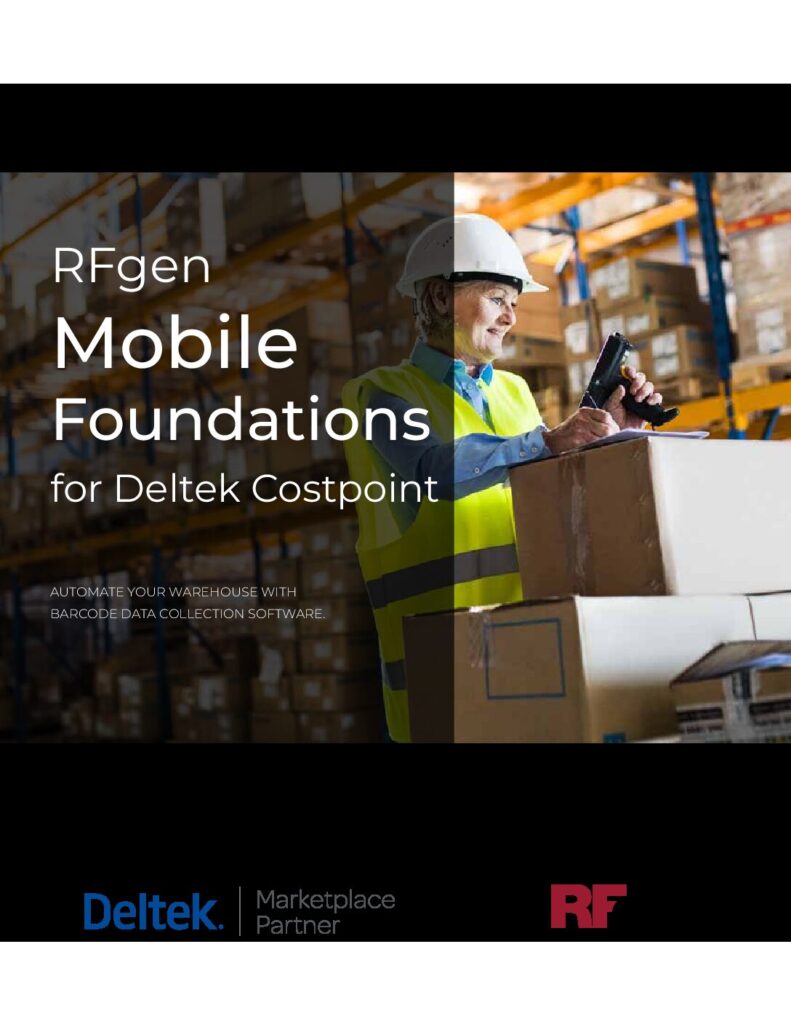 RFgen
Mobile
Foundations
for Deltek Costpoint
AUTOMATE YOUR WAREHOUSE WITH
BARCODE DATA COLLECTION SOFTWARE.
Deltek.
Marketplace
Partner
RF